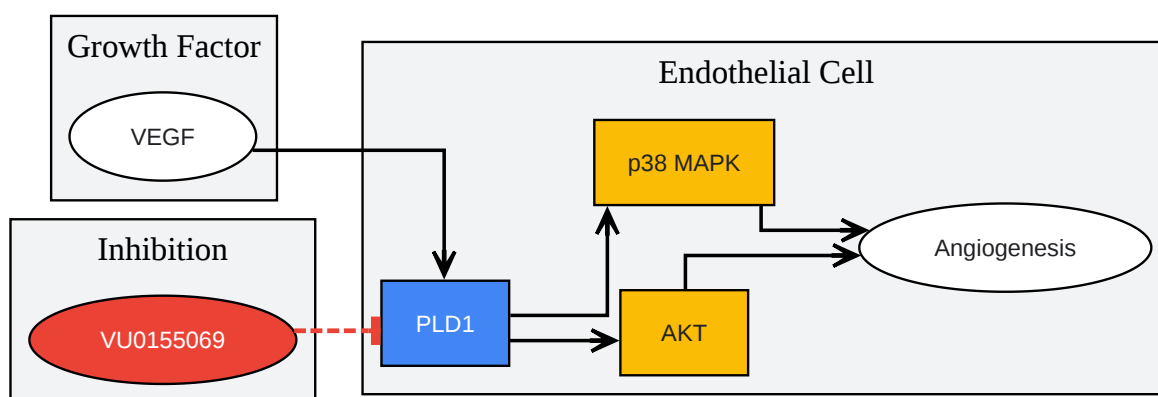 Growth Factor
VEGF
Endothelial Cell
p38 MAPK
Angiogenesis
Inhibition
VU0155069
PLD1
AKT